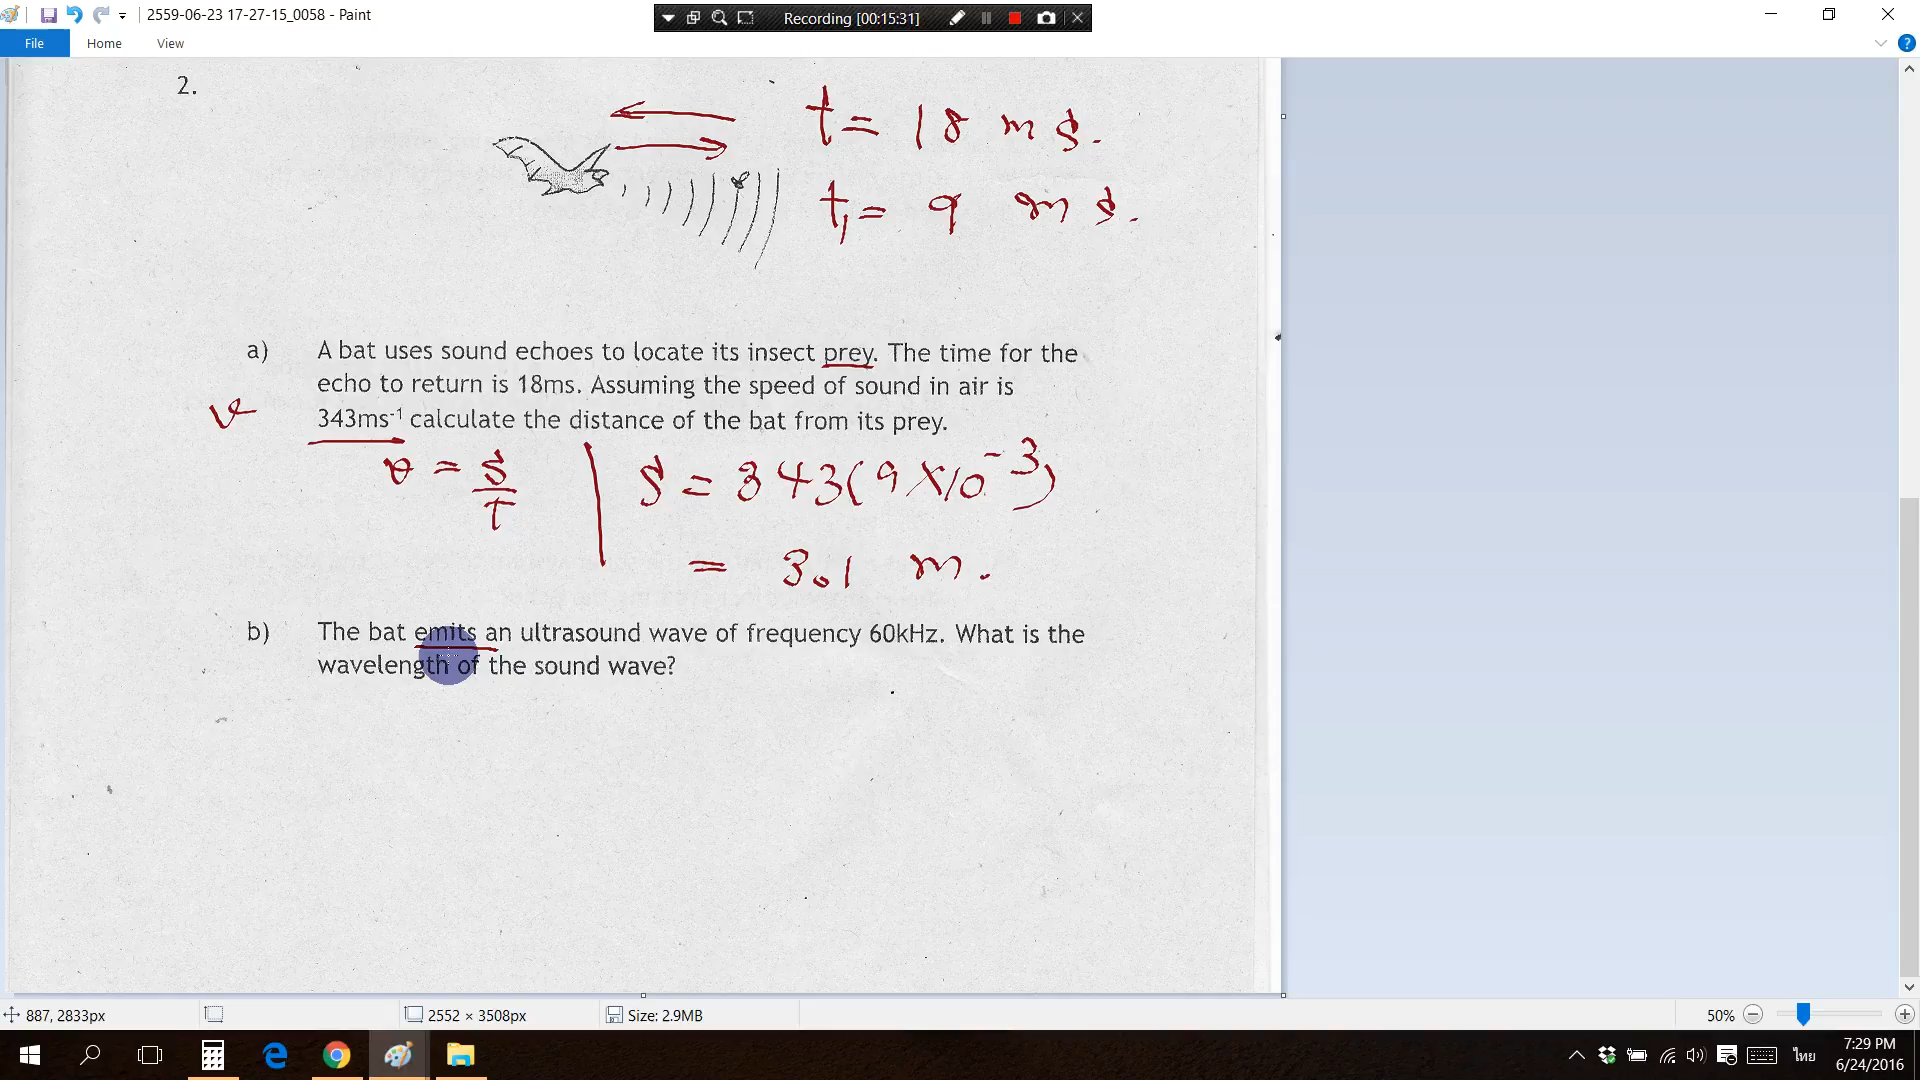 2559-06-23 17-27-15_0058 - Paint
Recording [00:15:31]
File
Home
View
2.
t = 18 ms.
t1 = 9 ms.
a) A bat uses sound echoes to locate its insect prey. The time for the
echo to return is 18ms. Assuming the speed of sound in air is
343ms-1 calculate the distance of the bat from its prey.
v
v = s/t
s = 343(9×10-3)
= 3.1 m.
b) The bat emits an ultrasound wave of frequency 60kHz. What is the
wavelength of the sound wave?
887, 2833px
2552 × 3508px
Size: 2.9MB
50%
ไทย
7:29 PM
6/24/2016